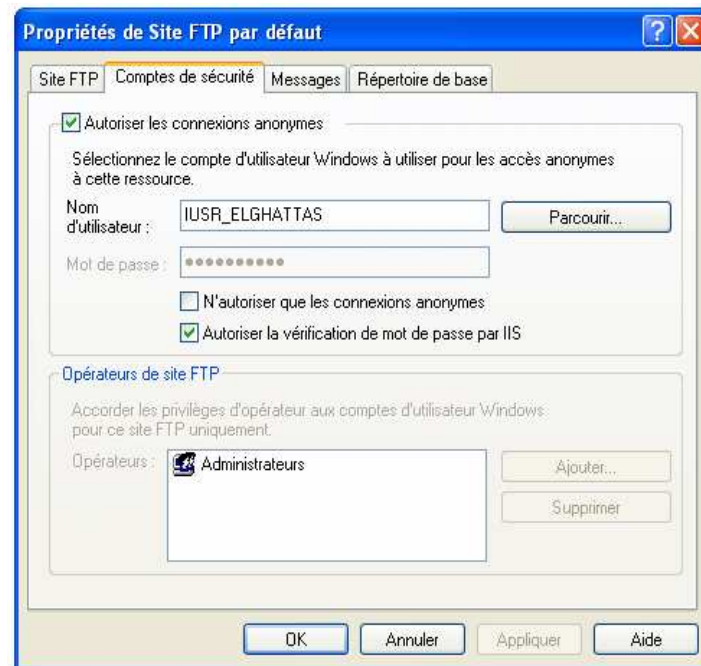 Propriétés de Site FTP par défaut
Site FTP Comptes de sécurité Messages Répertoire de base
Autoriser les connexions anonymes
Sélectionnez le compte d'utilisateur Windows à utiliser pour les accès anonymes
à cette ressource.
Nom
d'utilisateur :
IUSR_ELGHATTAS
Parcourir...
Mot de passe :
N'autoriser que les connexions anonymes
Autoriser la vérification de mot de passe par IIS
Opérateurs de site FTP
Accorder les privilèges d'opérateur aux comptes d'utilisateur Windows
pour ce site FTP uniquement.
Opérateurs :
Administrateurs
Ajouter...
Supprimer
OK Annuler Appliquer Aide